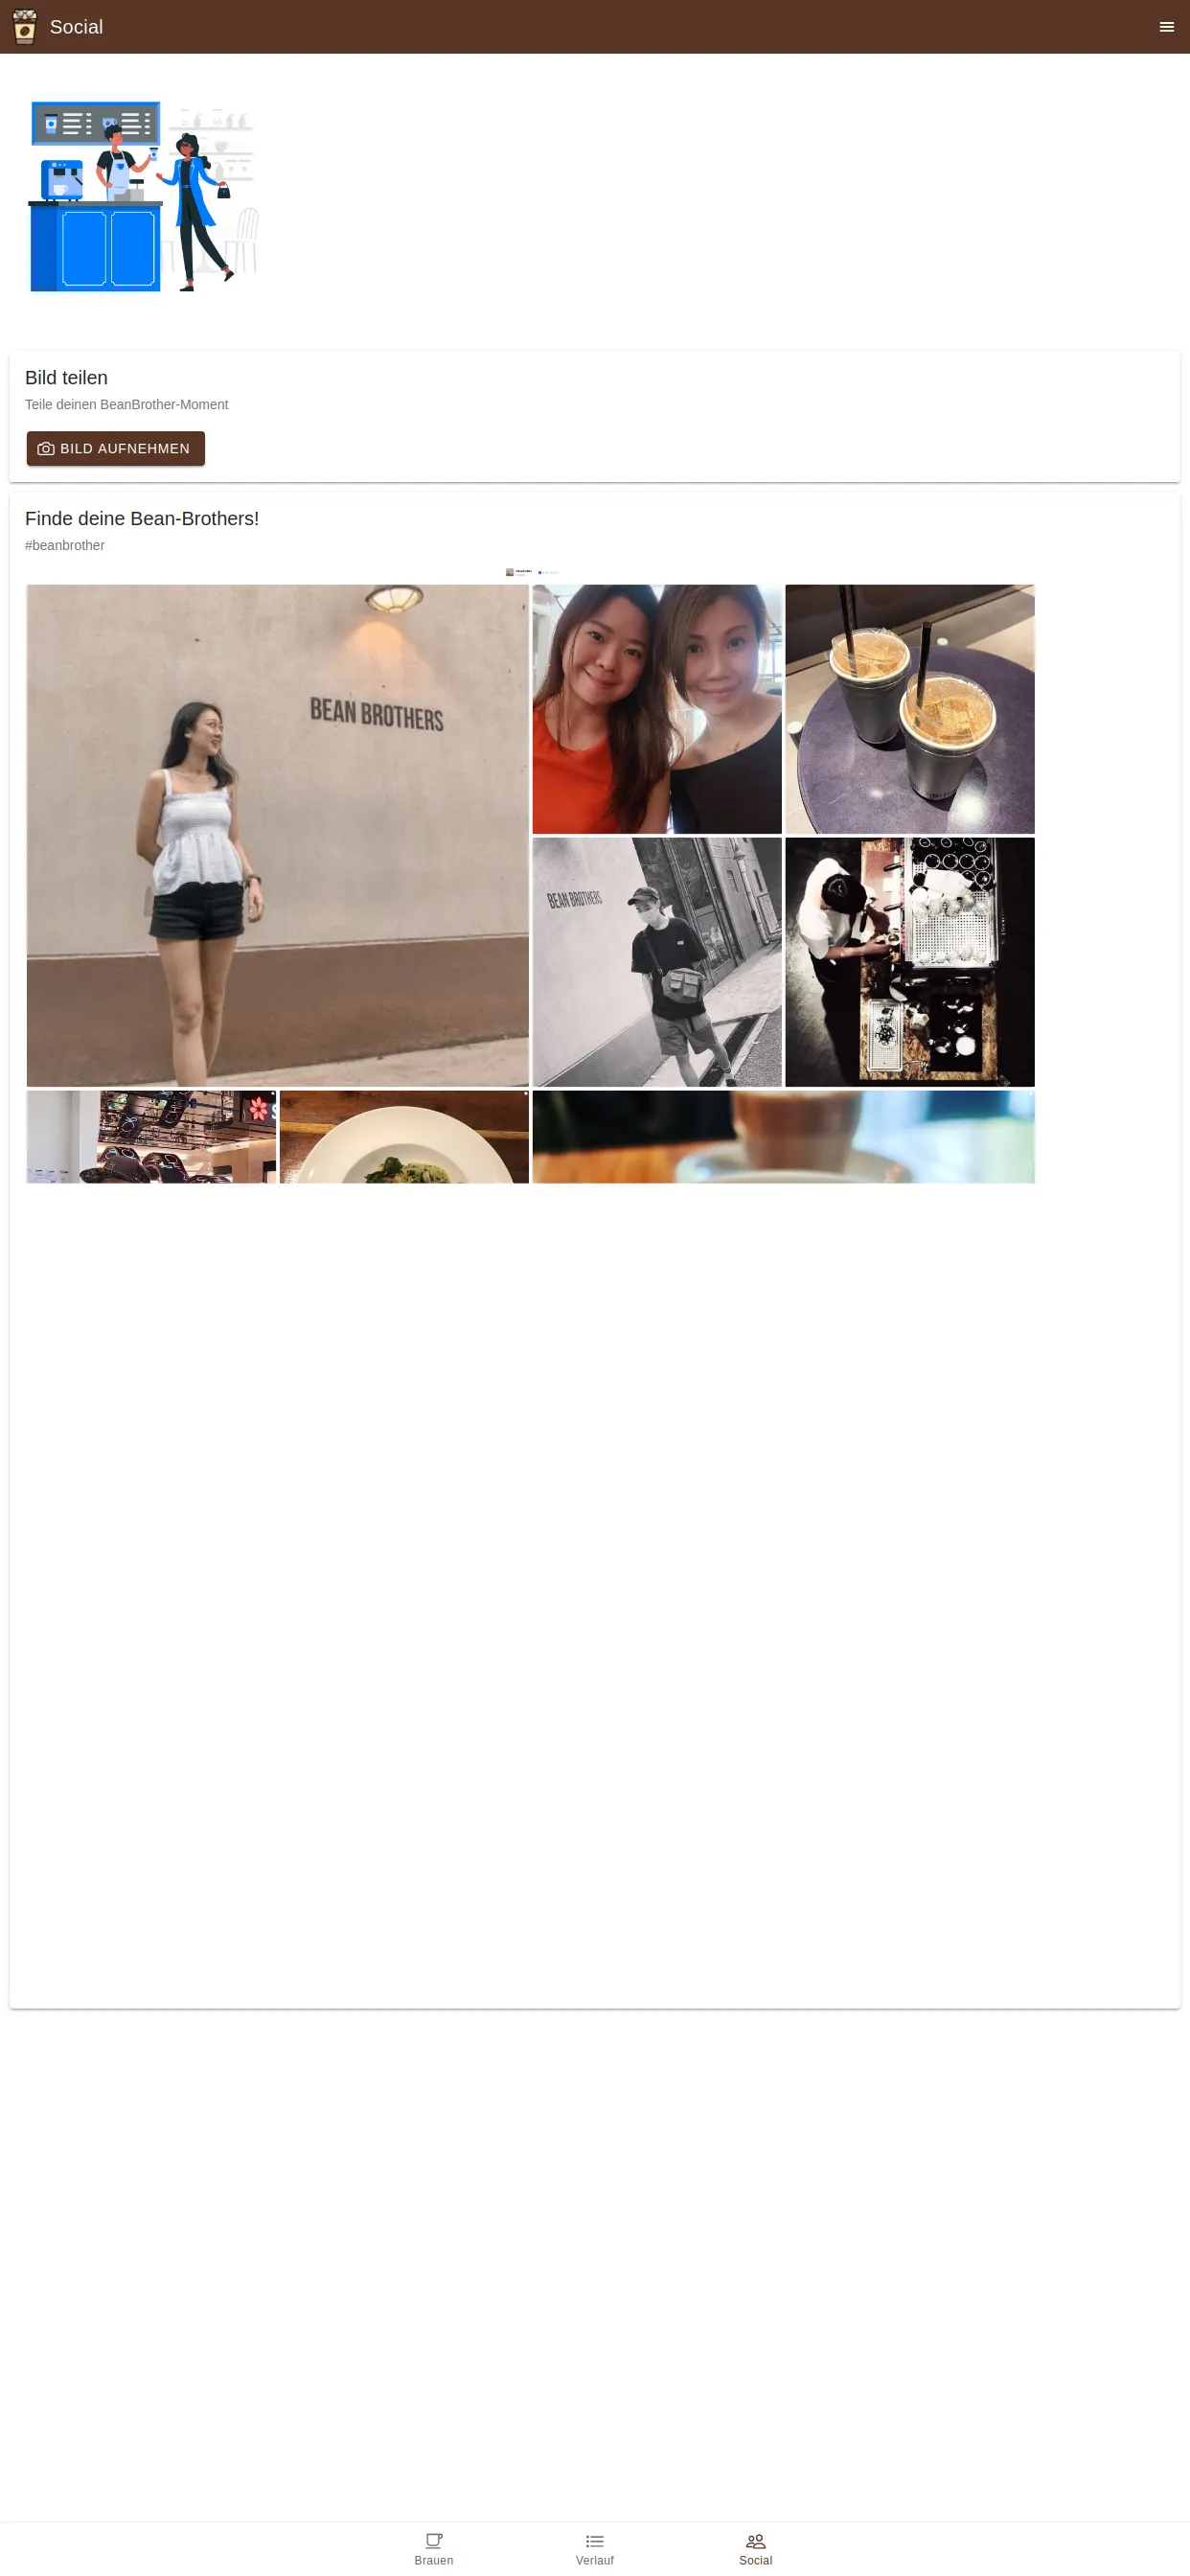 Social
Bild teilen
Teile deinen BeanBrother-Moment
BILD AUFNEHMEN
Finde deine Bean-Brothers!
#beanbrother
BEAN BROTHERS
BEAN BROTHERS
Brauen
Verlauf
Social